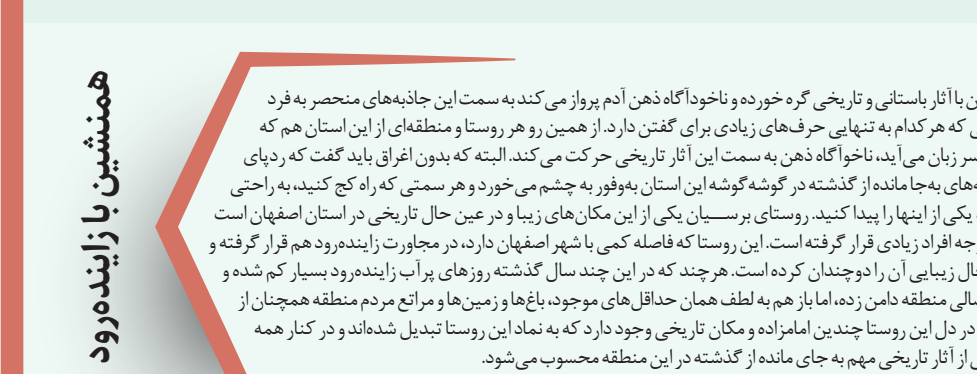 همنشین با زاینده‌رود
با آثار باستانی و تاریخی گره خورده و ناخودآگاه ذهن آدم پرواز می‌کند به سمت این جاذبه‌های منحصر به فرد
که هر کدام به تنهایی حرف‌های زیادی برای گفتن دارد. از همین رو هر روستا و منطقه‌ای از این استان هم که
سر زبان می‌آید، ناخوآگاه ذهن به سمت این آثار تاریخی حرکت می‌کند. البته که بدون اغراق باید گفت که ردپای
به‌جا مانده از گذشته در گوشه گوشه این استان به‌وفور به چشم می‌خورد و هر سمتی که راه کج کنید، به راحتی
یکی از اینها را پیدا کنید. روستای برسیان یکی از این مکان‌های زیبا و در عین حال تاریخی در استان اصفهان است
افراد زیادی قرار گرفته است. این روستا که فاصله کمی با شهر اصفهان دارد، در مجاورت زاینده‌رود هم قرار گرفته و
زیبایی آن را دوچندان کرده است. هرچند که در این چند سال گذشته روزهای پر آب زاینده‌رود بسیار کم شده و
منطقه دامن زده، اما باز هم به لطف همان حداقل‌های موجود، باغ‌ها و زمین‌ها و مراتع مردم منطقه همچنان از
در دل این روستا چندین امامزاده و مکان تاریخی وجود دارد که به نماد این روستا تبدیل شده‌اند و در کنار همه
از آثار تاریخی مهم به جای مانده از گذشته در این منطقه محسوب می‌شود.